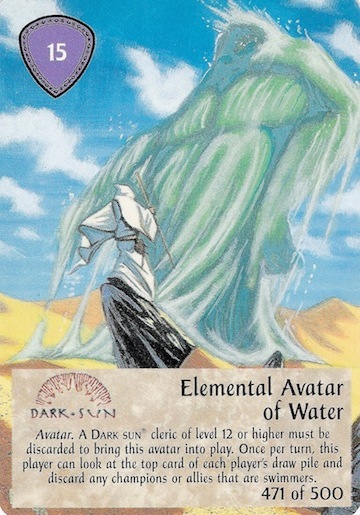 15
Elemental Avatar
of Water
DARK•SUN
Avatar. A DARK SUN® cleric of level 12 or higher must be
discarded to bring this avatar into play. Once per turn, this
player can look at the top card of each player's draw pile and
discard any champions or allies that are swimmers.
471 of 500